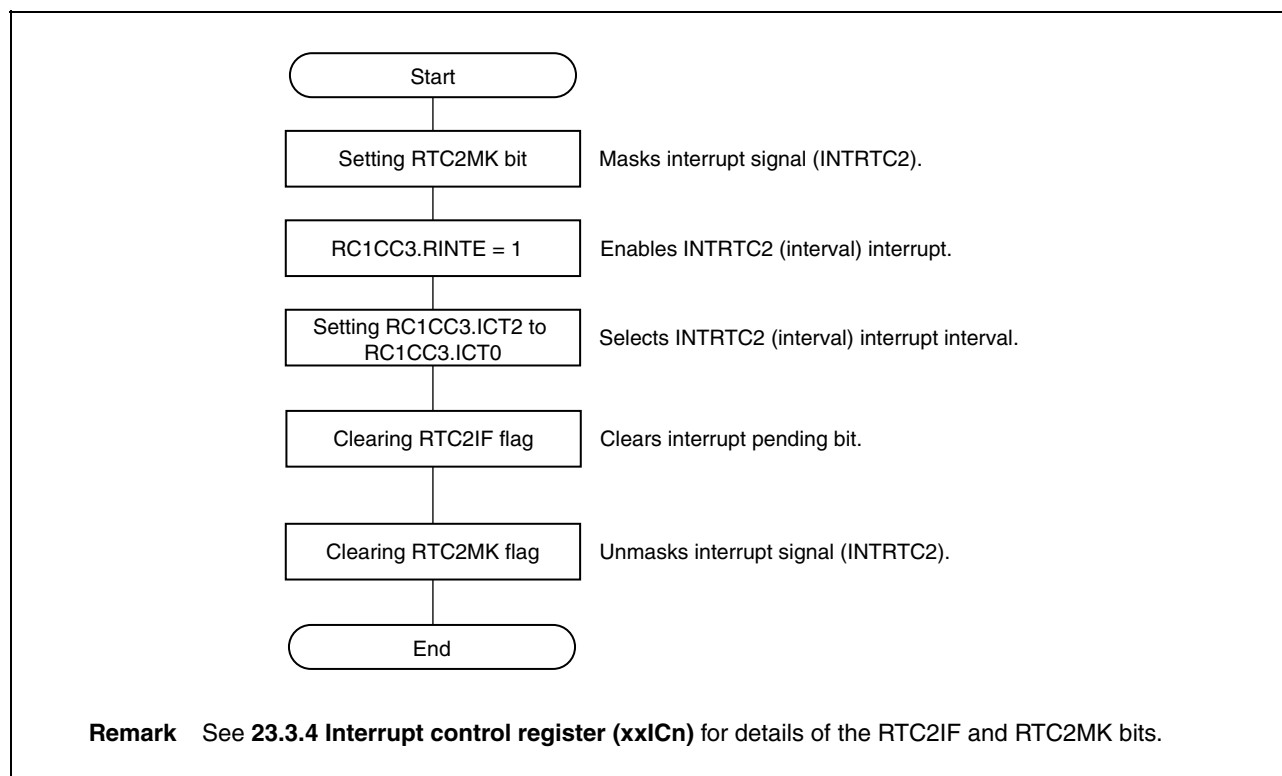 Start
Setting RTC2MK bit
Masks interrupt signal (INTRTC2).
RC1CC3.RINTE = 1
Enables INTRTC2 (interval) interrupt.
Setting RC1CC3.ICT2 to
RC1CC3.ICT0
Selects INTRTC2 (interval) interrupt interval.
Clearing RTC2IF flag
Clears interrupt pending bit.
Clearing RTC2MK flag
Unmasks interrupt signal (INTRTC2).
End
Remark See 23.3.4 Interrupt control register (xxICn) for details of the RTC2IF and RTC2MK bits.